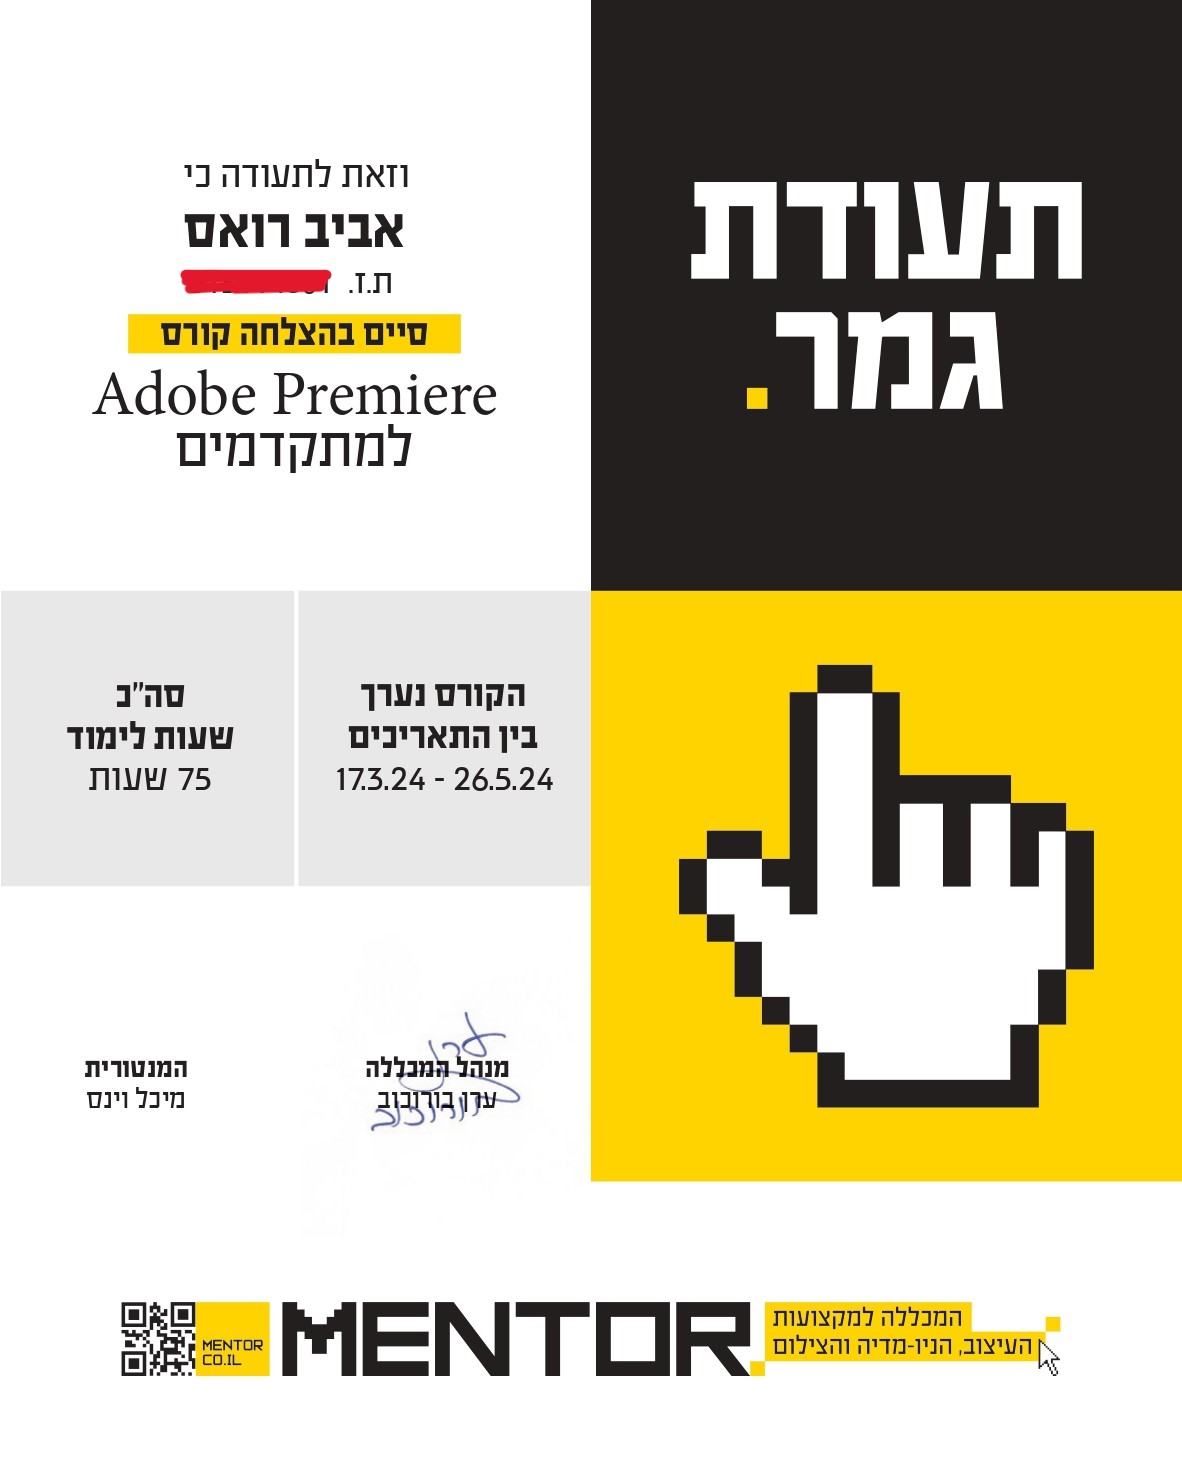 תעודת
גמר.
וזאת לתעודה כי
אביב רואס
ת.ז.
סיים בהצלחה קורס
Adobe Premiere
למתקדמים
הקורס נערך
בין התאריכים
17.3.24 - 26.5.24
סה"כ
שעות לימוד
75 שעות
מנהל המכללה
ערן בורוכוב
המנטורית
מיכל וינס
MENTOR
CO.IL
MENTOR.
המכללה למקצועות
העיצוב, הניו-מדיה והצילום